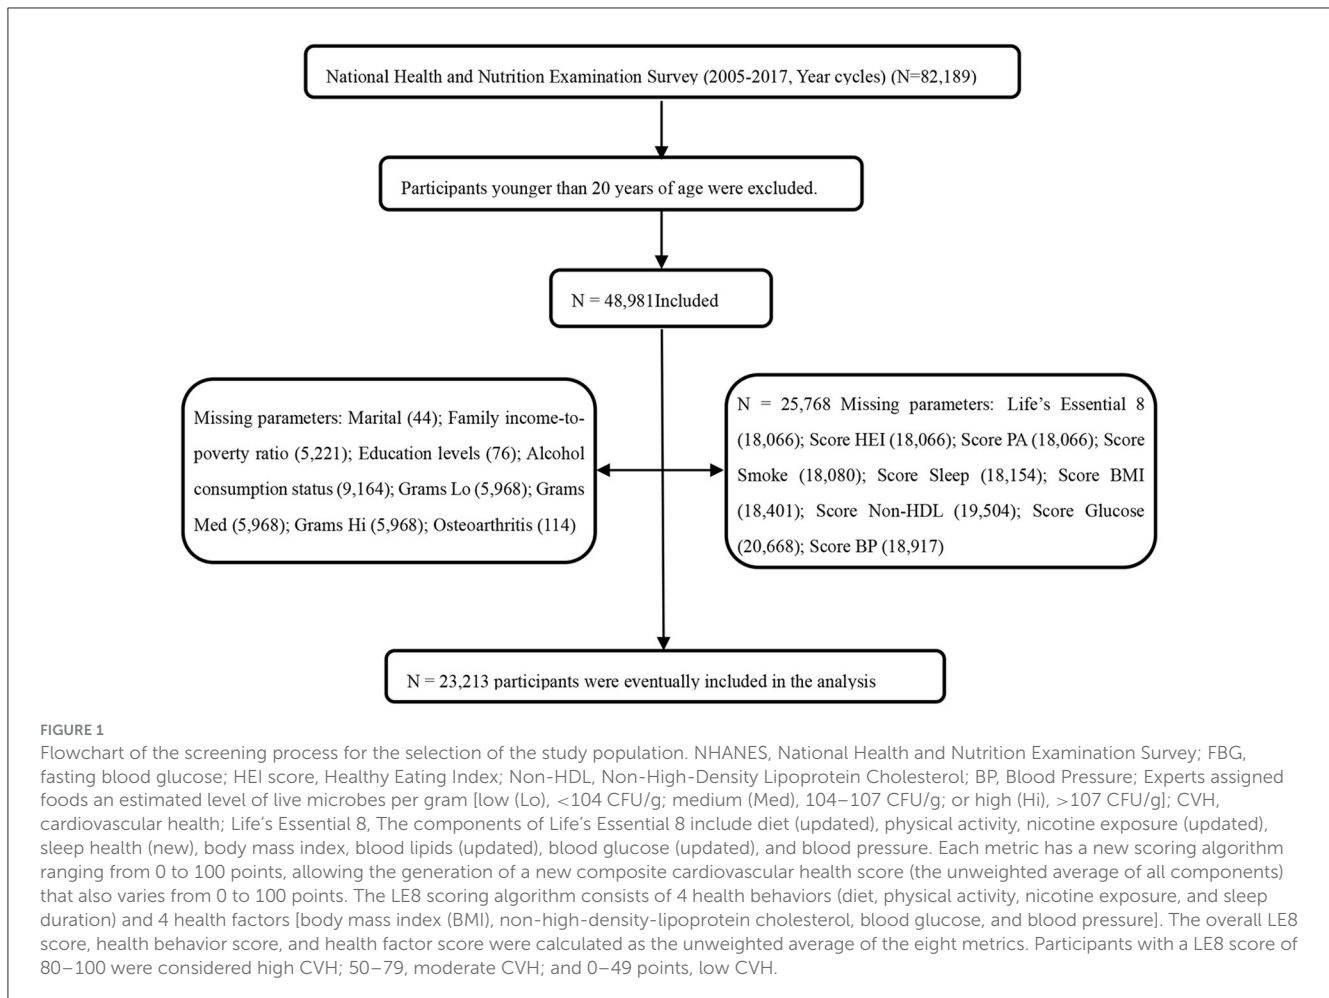 National Health and Nutrition Examination Survey (2005-2017, Year cycles) (N=82,189)
Participants younger than 20 years of age were excluded.
N = 48,981Included
Missing parameters: Marital (44); Family income-to-
poverty ratio (5,221); Education levels (76); Alcohol
consumption status (9,164); Grams Lo (5,968); Grams
Med (5,968); Grams Hi (5,968); Osteoarthritis (114)
N = 25,768 Missing parameters: Life's Essential 8
(18,066); Score HEI (18,066); Score PA (18,066); Score
Smoke (18,080); Score Sleep (18,154); Score BMI
(18,401); Score Non-HDL (19,504); Score Glucose
(20,668); Score BP (18,917)
N = 23,213 participants were eventually included in the analysis
FIGURE 1
Flowchart of the screening process for the selection of the study population. NHANES, National Health and Nutrition Examination Survey; FBG,
fasting blood glucose; HEI score, Healthy Eating Index; Non-HDL, Non-High-Density Lipoprotein Cholesterol; BP, Blood Pressure; Experts assigned
foods an estimated level of live microbes per gram [low (Lo), <104 CFU/g; medium (Med), 104–107 CFU/g; or high (Hi), >107 CFU/g]; CVH,
cardiovascular health; Life's Essential 8, The components of Life's Essential 8 include diet (updated), physical activity, nicotine exposure (updated),
sleep health (new), body mass index, blood lipids (updated), blood glucose (updated), and blood pressure. Each metric has a new scoring algorithm
ranging from 0 to 100 points, allowing the generation of a new composite cardiovascular health score (the unweighted average of all components)
that also varies from 0 to 100 points. The LE8 scoring algorithm consists of 4 health behaviors (diet, physical activity, nicotine exposure, and sleep
duration) and 4 health factors [body mass index (BMI), non-high-density-lipoprotein cholesterol, blood glucose, and blood pressure]. The overall LE8
score, health behavior score, and health factor score were calculated as the unweighted average of the eight metrics. Participants with a LE8 score of
80–100 were considered high CVH; 50–79, moderate CVH; and 0–49 points, low CVH.